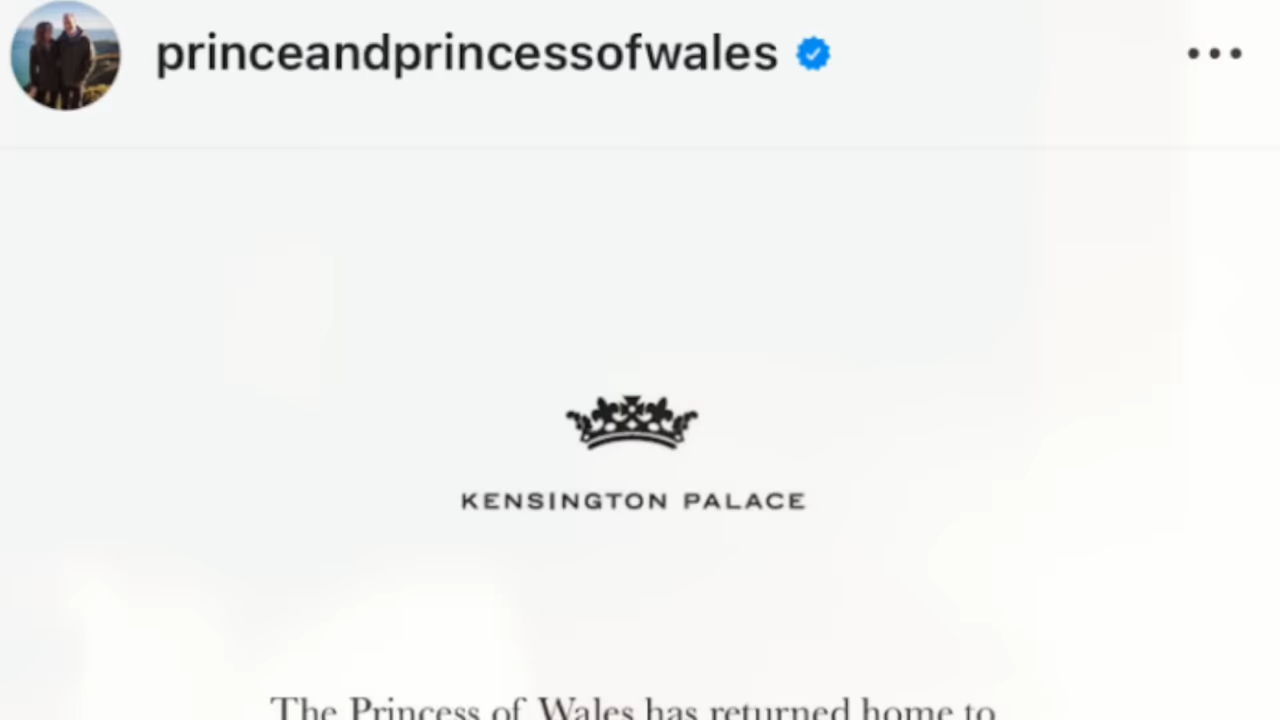 princeandprincessofwales
KENSINGTON PALACE
The Princess of Wales has returned home to